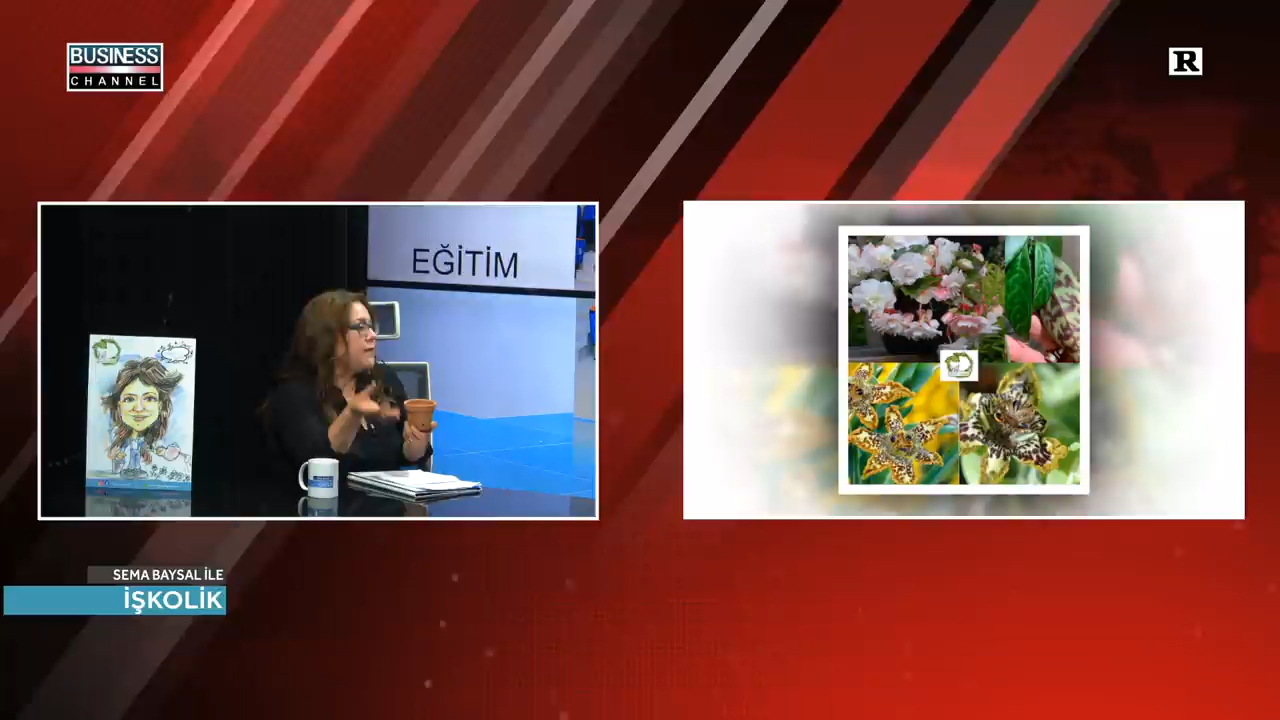 BUSINESS
CHANNEL
R
EĞİTİM
SEMA BAYSAL İLE
İŞKOLİK